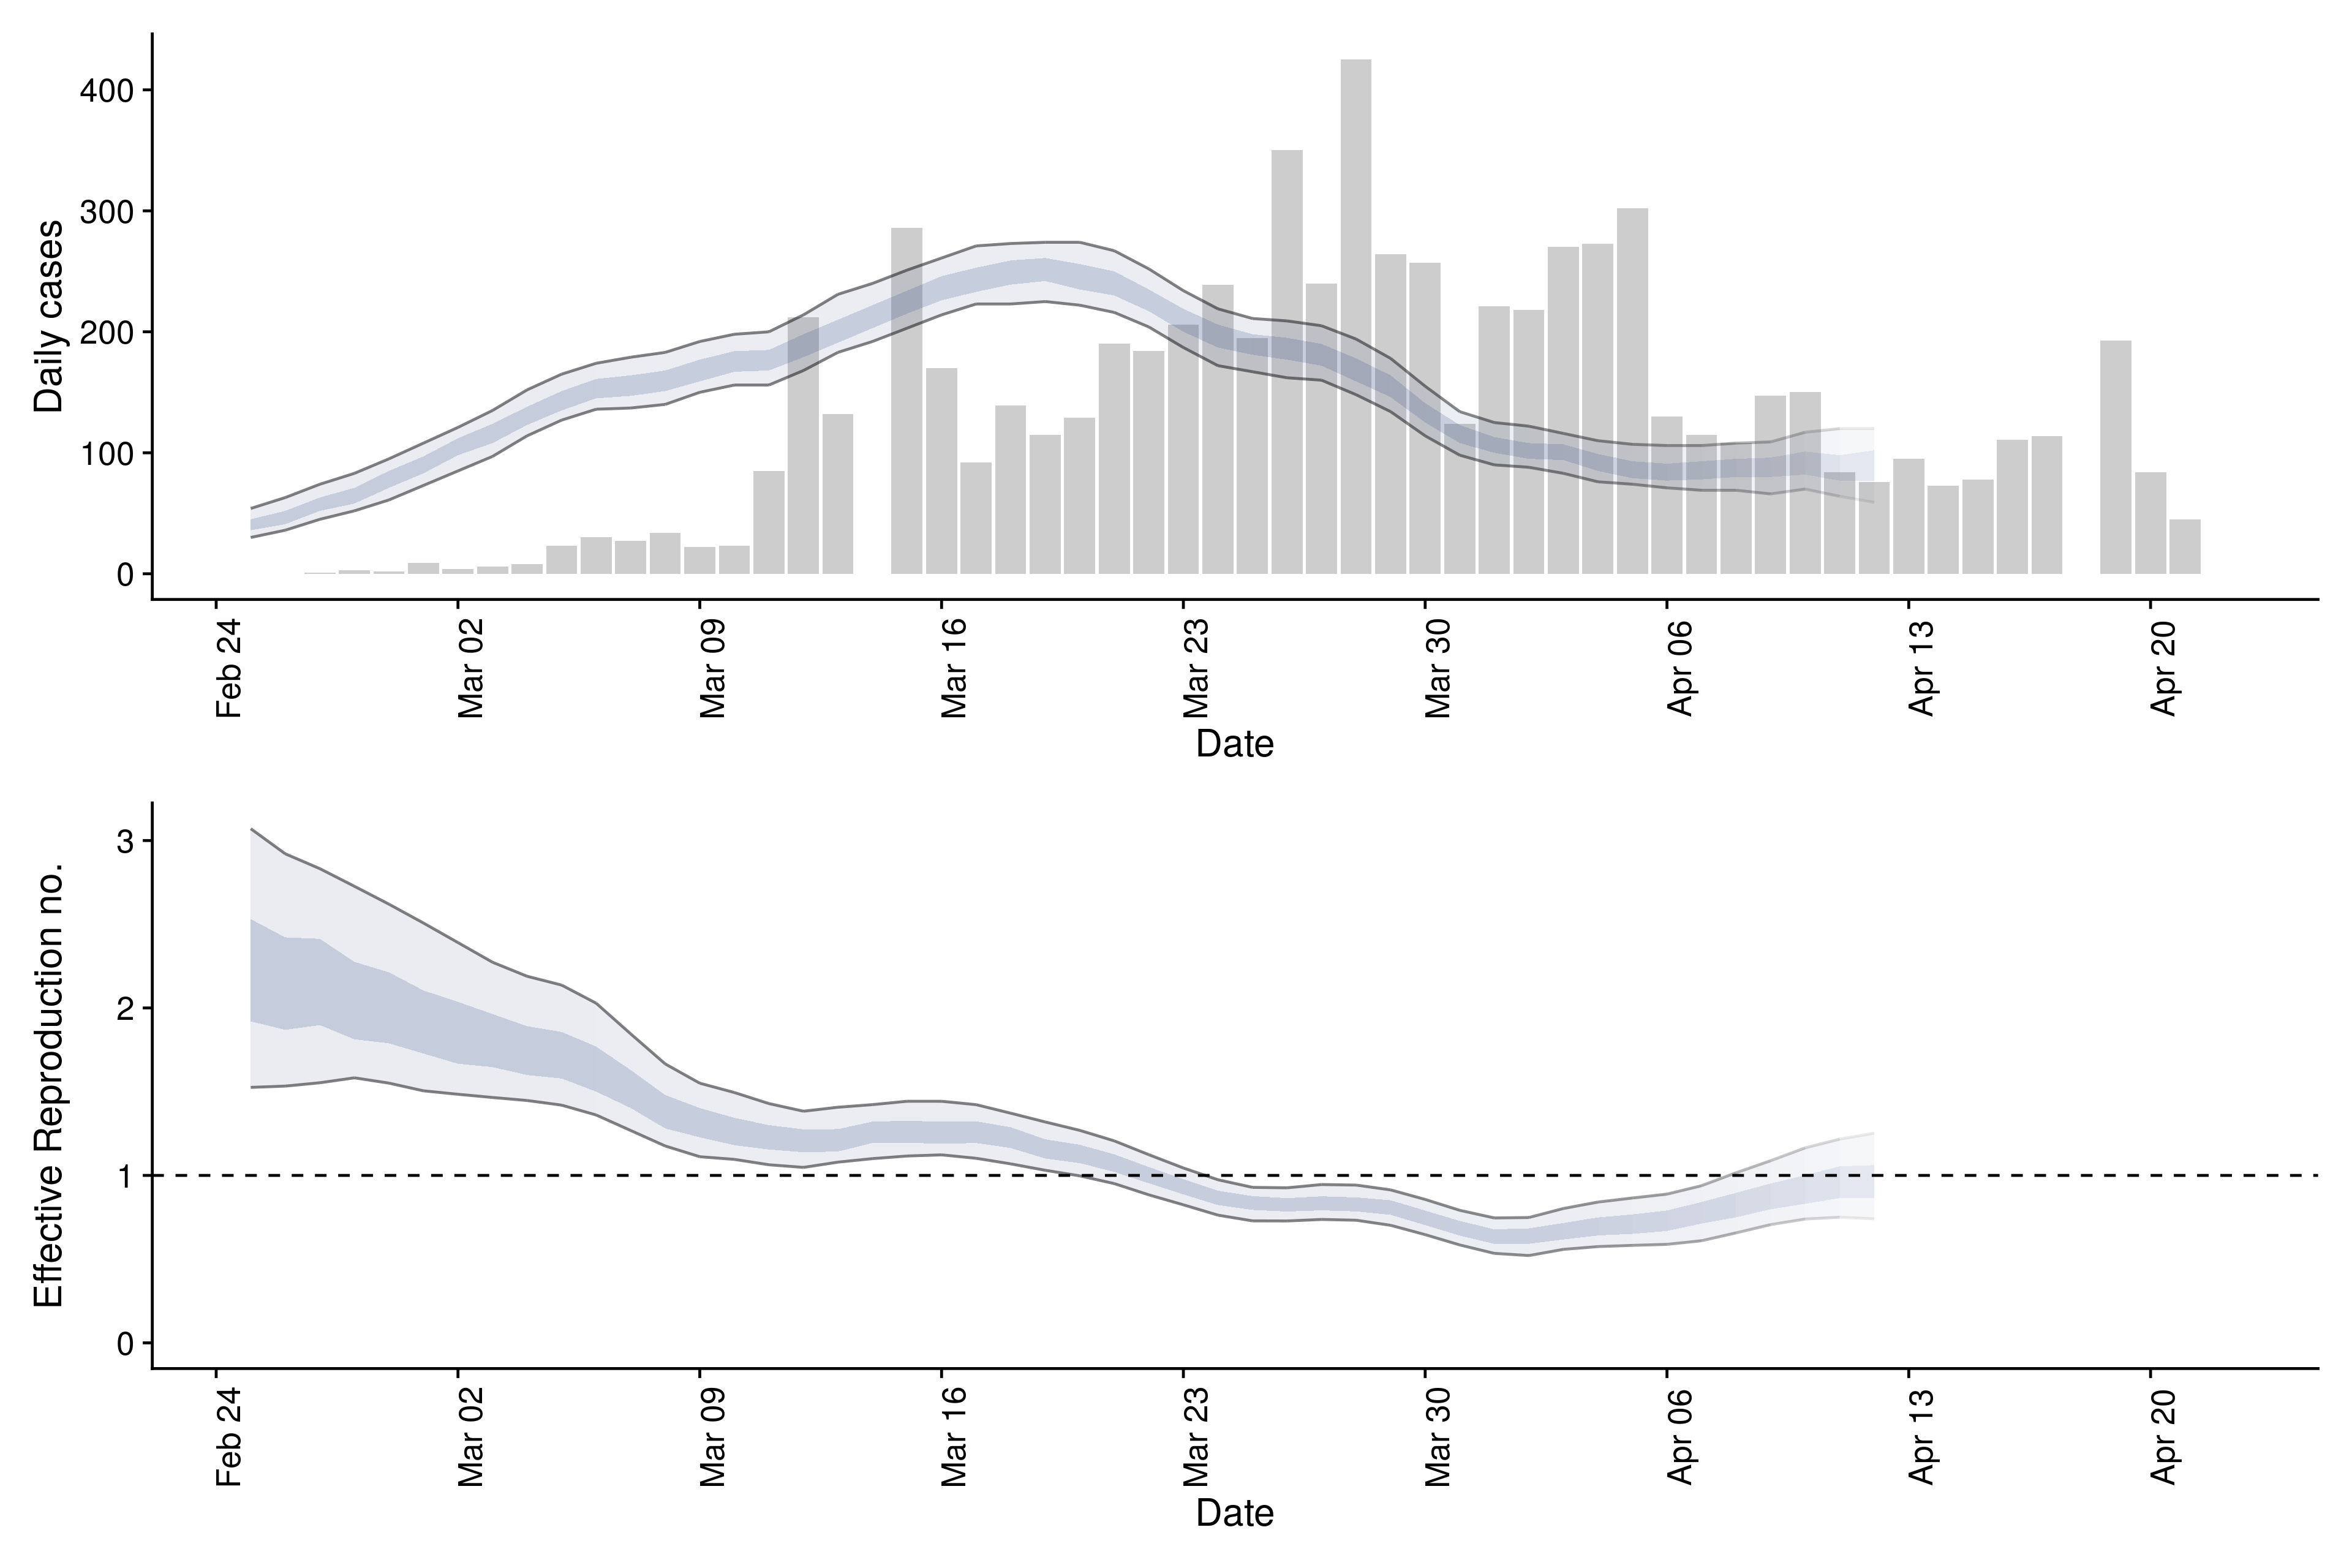 Daily cases
400
300
200
100
0
Feb 24
Mar 02
Mar 09
Mar 16
Mar 23
Mar 30
Apr 06
Apr 13
Apr 20
Date
Effective Reproduction no.
3
2
1
0
Feb 24
Mar 02
Mar 09
Mar 16
Mar 23
Mar 30
Apr 06
Apr 13
Apr 20
Date